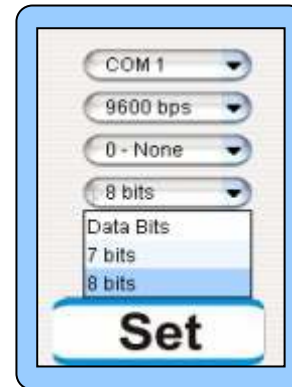 COM 1
9600 bps
0 - None
8 bits
Data Bits
7 bits
8 bits
Set